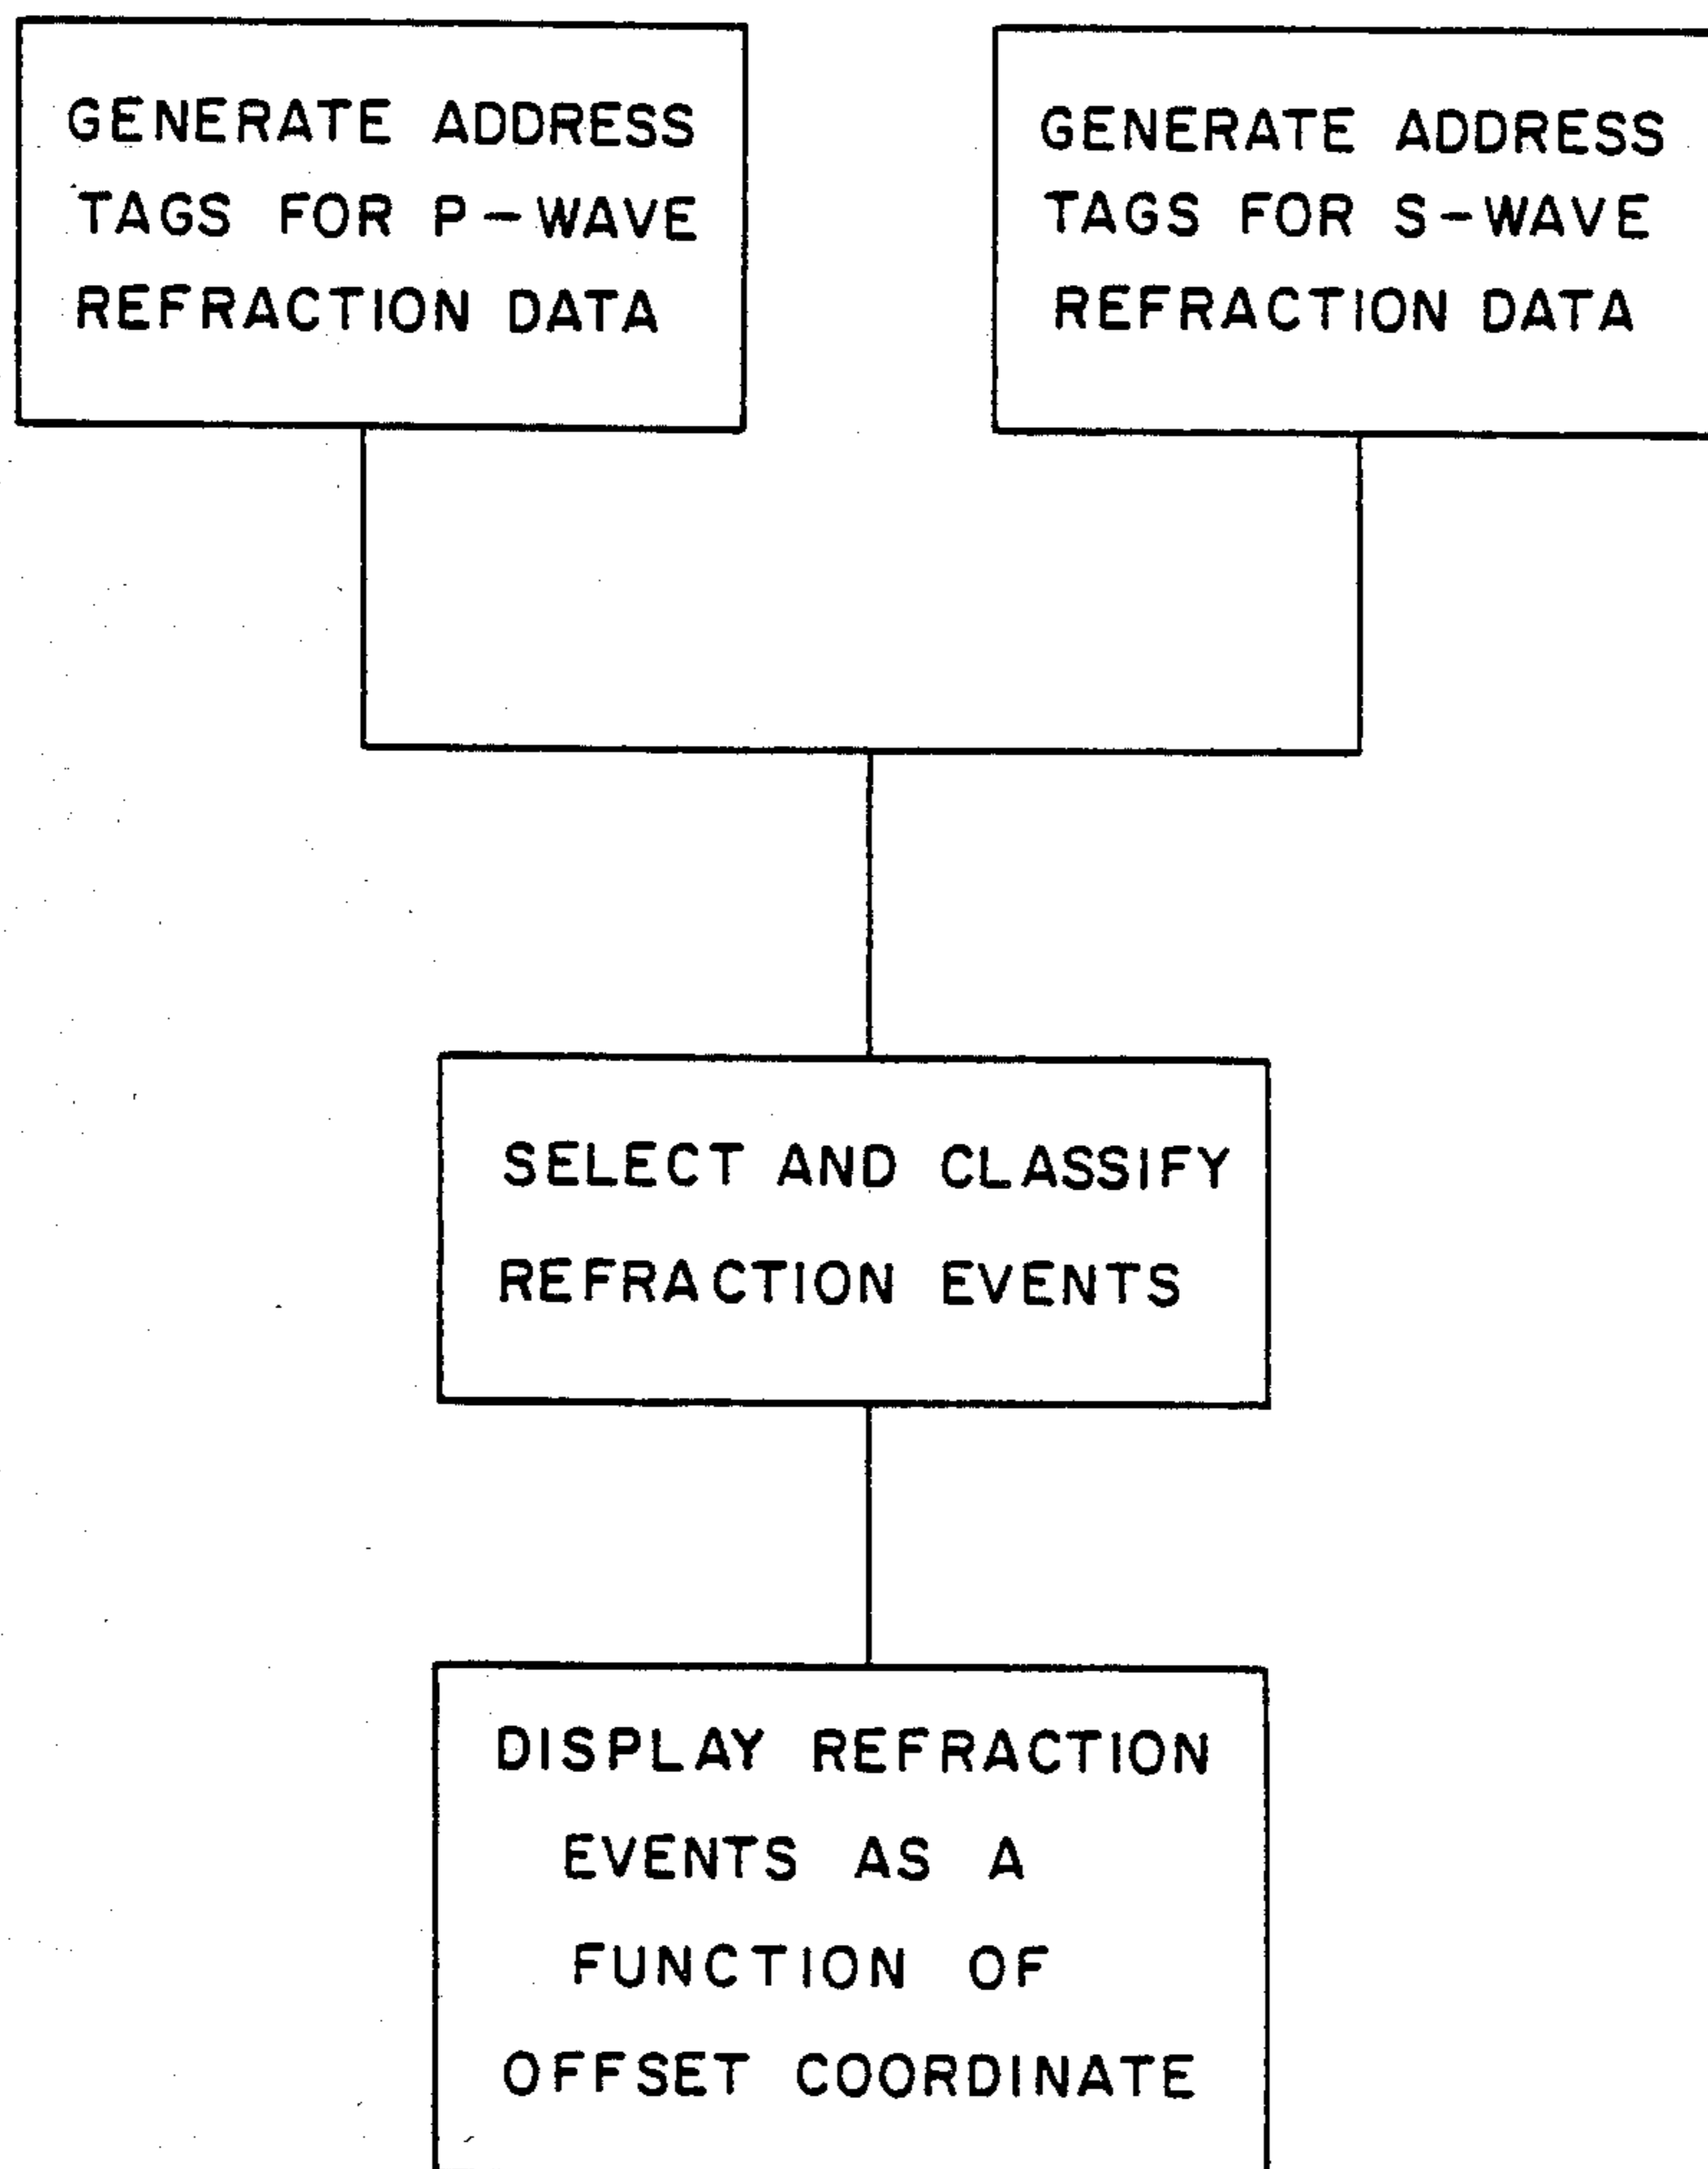 GENERATE ADDRESS
TAGS FOR P-WAVE
REFRACTION DATA
GENERATE ADDRESS
TAGS FOR S-WAVE
REFRACTION DATA
SELECT AND CLASSIFY
REFRACTION EVENTS
DISPLAY REFRACTION
EVENTS AS A
FUNCTION OF
OFFSET COORDINATE